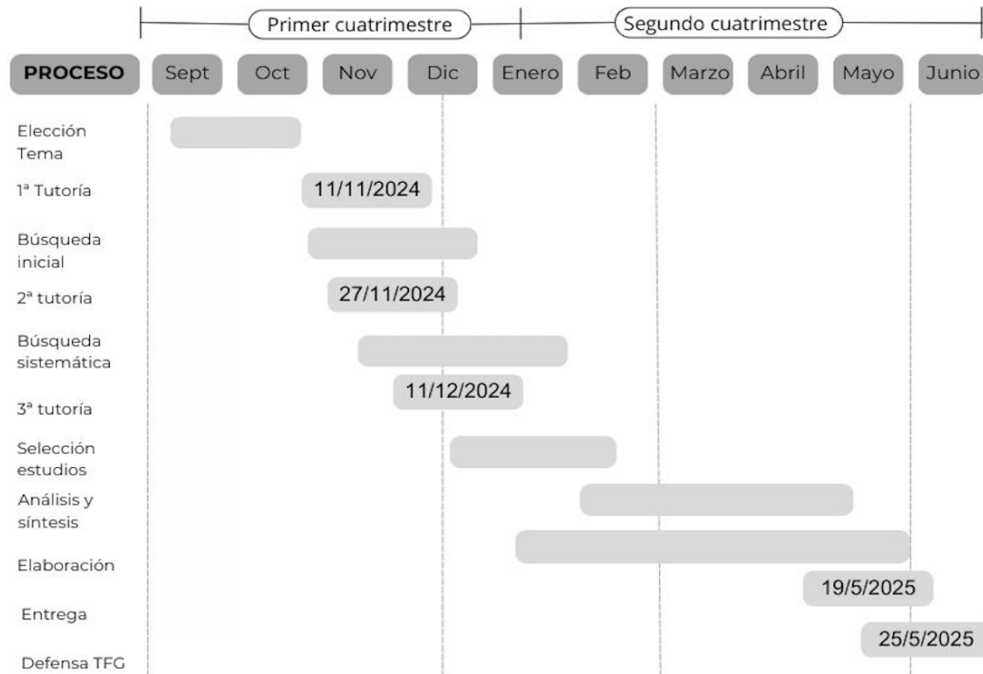 Primer cuatrimestre Segundo cuatrimestre
PROCESO Sept Oct Nov Dic Enero Feb Marzo Abril Mayo Junio
Elección
Tema
1ª Tutoría 11/11/2024
Búsqueda
inicial
2ª tutoría 27/11/2024
Búsqueda
sistemática
3ª tutoría 11/12/2024
Selección
estudios
Análisis y
síntesis
Elaboración
Entrega 19/5/2025
Defensa TFG 25/5/2025